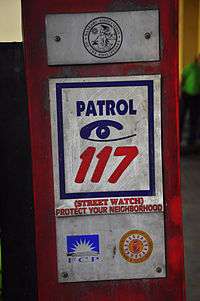 PATROL
117
(STREET WATCH)
PROTECT YOUR NEIGHBORHOOD